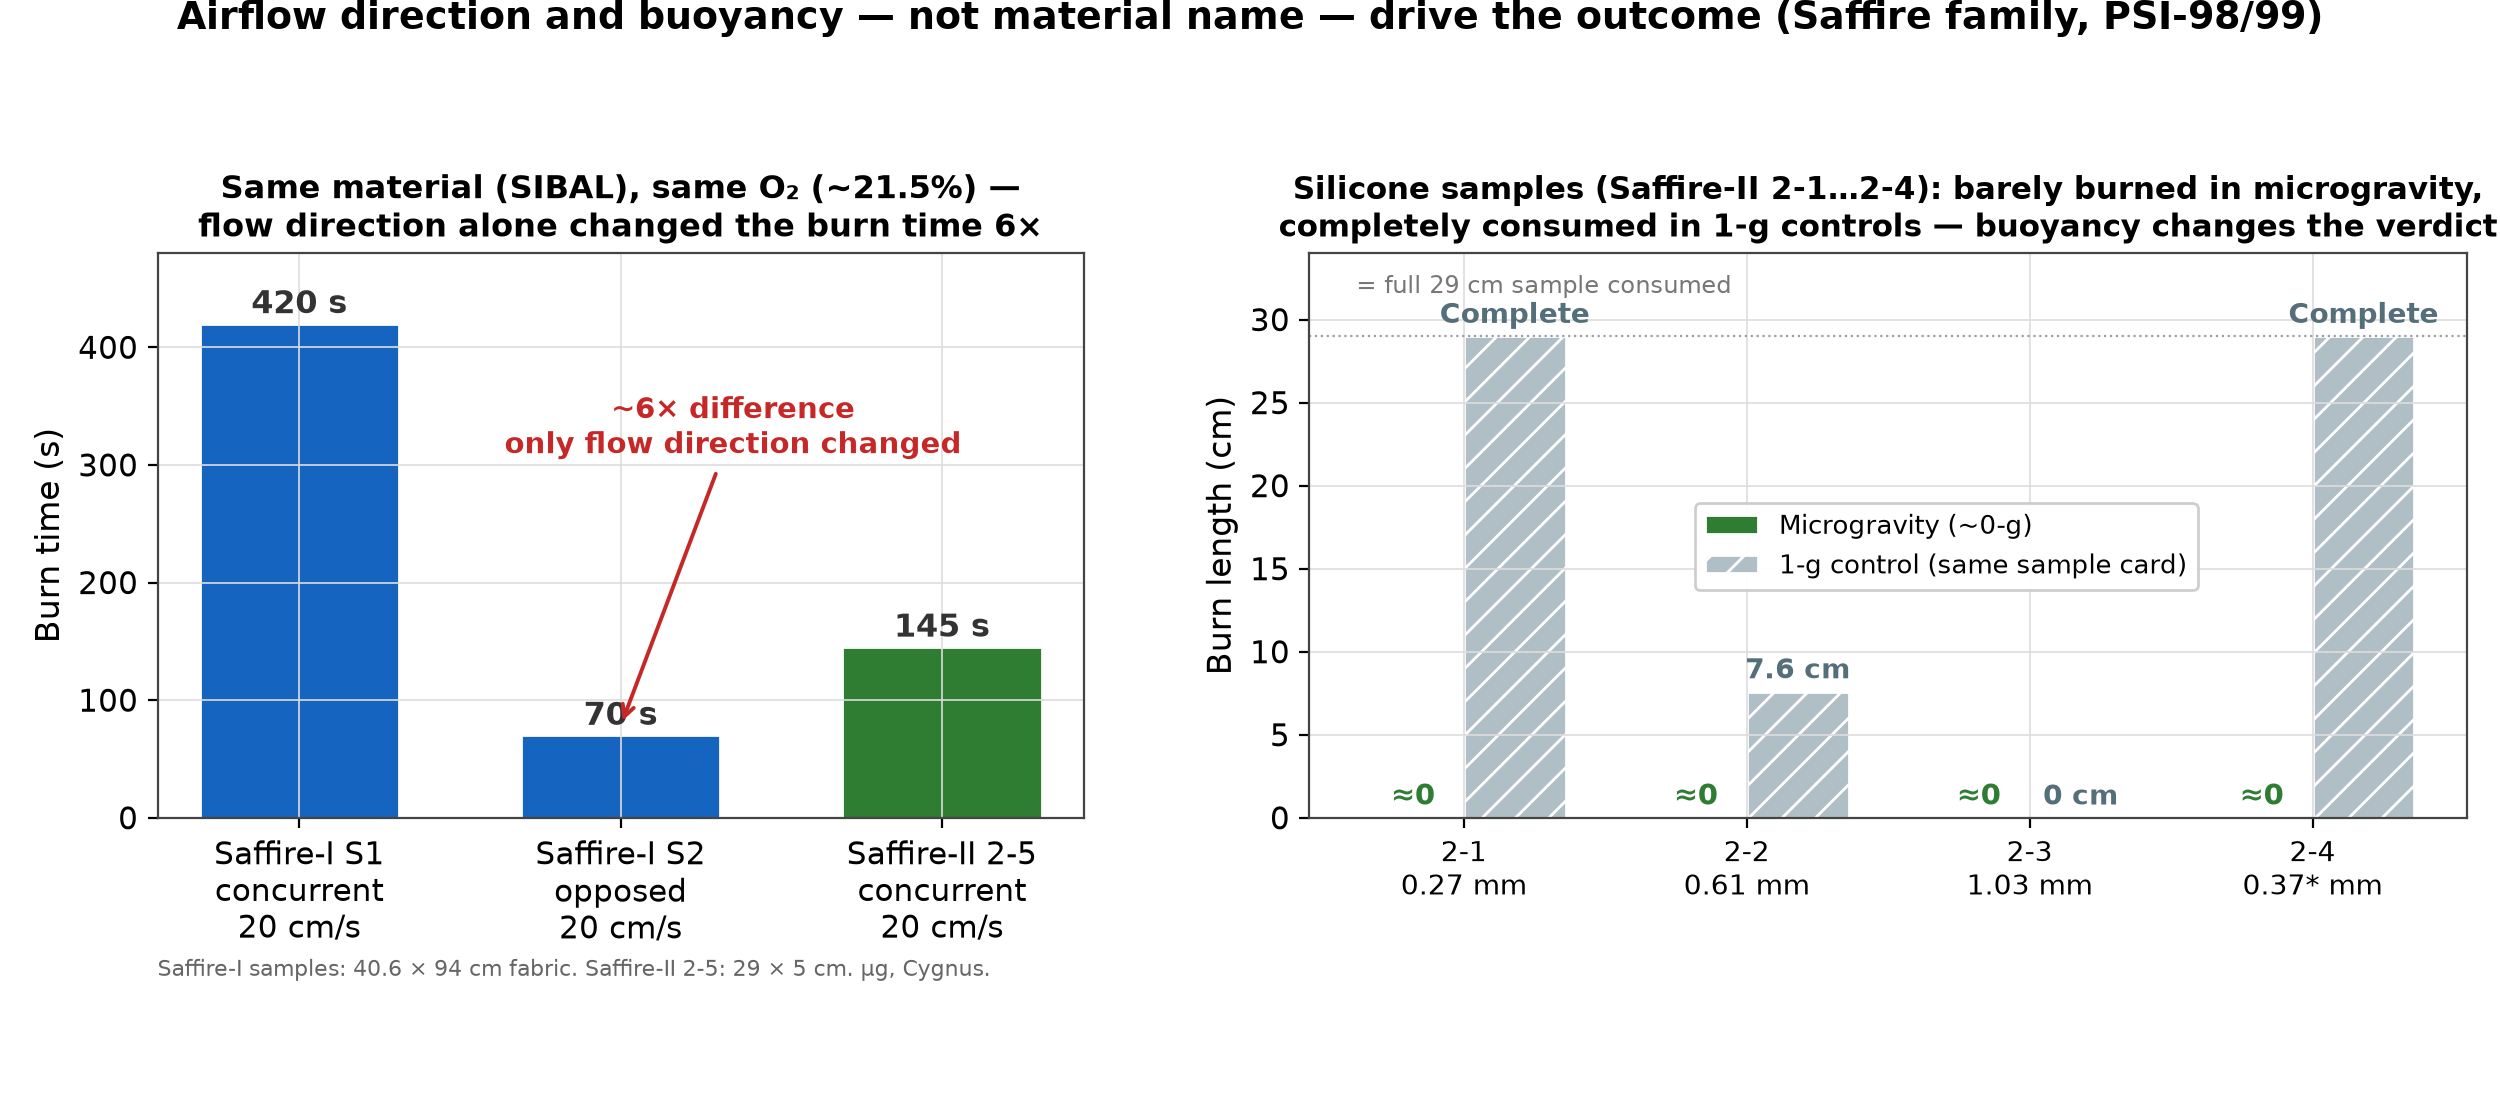 Airflow direction and buoyancy — not material name — drive the outcome (Saffire family, PSI-98/99)
Same material (SIBAL), same O₂ (~21.5%) —
flow direction alone changed the burn time 6×
Burn time (s)
400
300
200
100
0
420 s
~6× difference
only flow direction changed
70 s
145 s
Saffire-I S1
concurrent
20 cm/s
Saffire-I S2
opposed
20 cm/s
Saffire-II 2-5
concurrent
20 cm/s
Saffire-I samples: 40.6 × 94 cm fabric. Saffire-II 2-5: 29 × 5 cm. µg, Cygnus.
Silicone samples (Saffire-II 2-1…2-4): barely burned in microgravity,
completely consumed in 1-g controls — buoyancy changes the verdict
Burn length (cm)
30
25
20
15
10
5
0
= full 29 cm sample consumed
Complete
Complete
Microgravity (~0-g)
1-g control (same sample card)
7.6 cm
≈0
≈0
≈0
0 cm
≈0
2-1
0.27 mm
2-2
0.61 mm
2-3
1.03 mm
2-4
0.37* mm